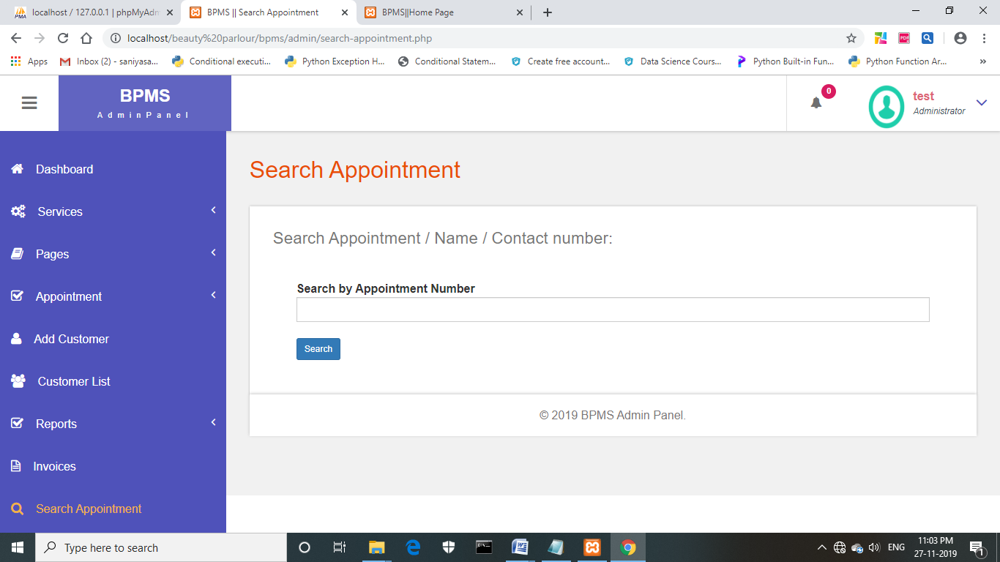 PMA
localhost / 127.0.0.1 | phpMyAdm
BPMS || Search Appointment
BPMS||Home Page
localhost/beauty%20parlour/bpms/admin/search-appointment.php
PDF
Apps
Inbox (2) - saniyasa...
Conditional executi...
Python Exception H...
Conditional Statem...
Create free account...
Data Science Cours...
Python Built-in Fun...
Python Function Ar...
»
BPMS
AdminPanel
0
test
Administrator
Dashboard
Services
Pages
Appointment
Add Customer
Customer List
Reports
Invoices
Search Appointment
Search Appointment
Search Appointment / Name / Contact number:
Search by Appointment Number
Search
© 2019 BPMS Admin Panel.
Type here to search
ENG
11:03 PM
27-11-2019
1